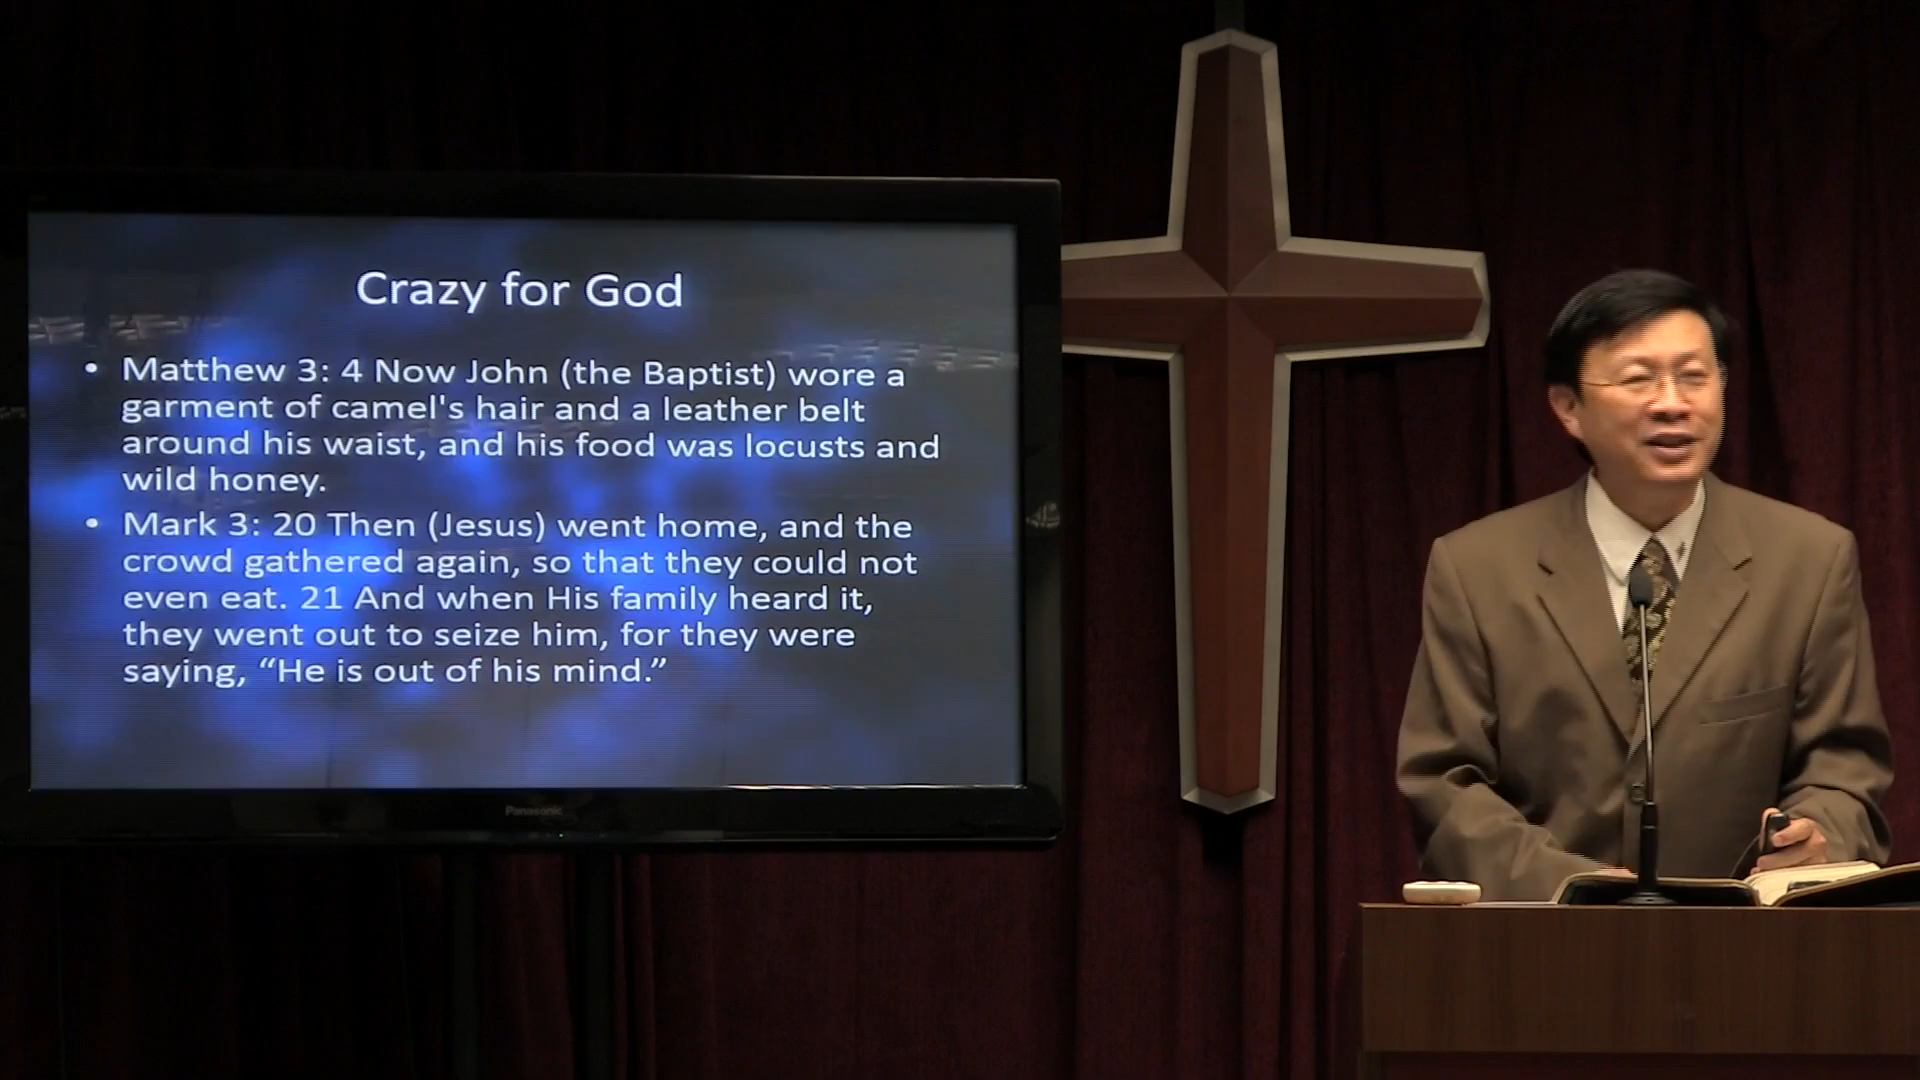 Crazy for God
• Matthew 3: 4 Now John (the Baptist) wore a
garment of camel's hair and a leather belt
around his waist, and his food was locusts and
wild honey.
• Mark 3: 20 Then (Jesus) went home, and the
crowd gathered again, so that they could not
even eat. 21 And when His family heard it,
they went out to seize him, for they were
saying, “He is out of his mind.”
Panasonic